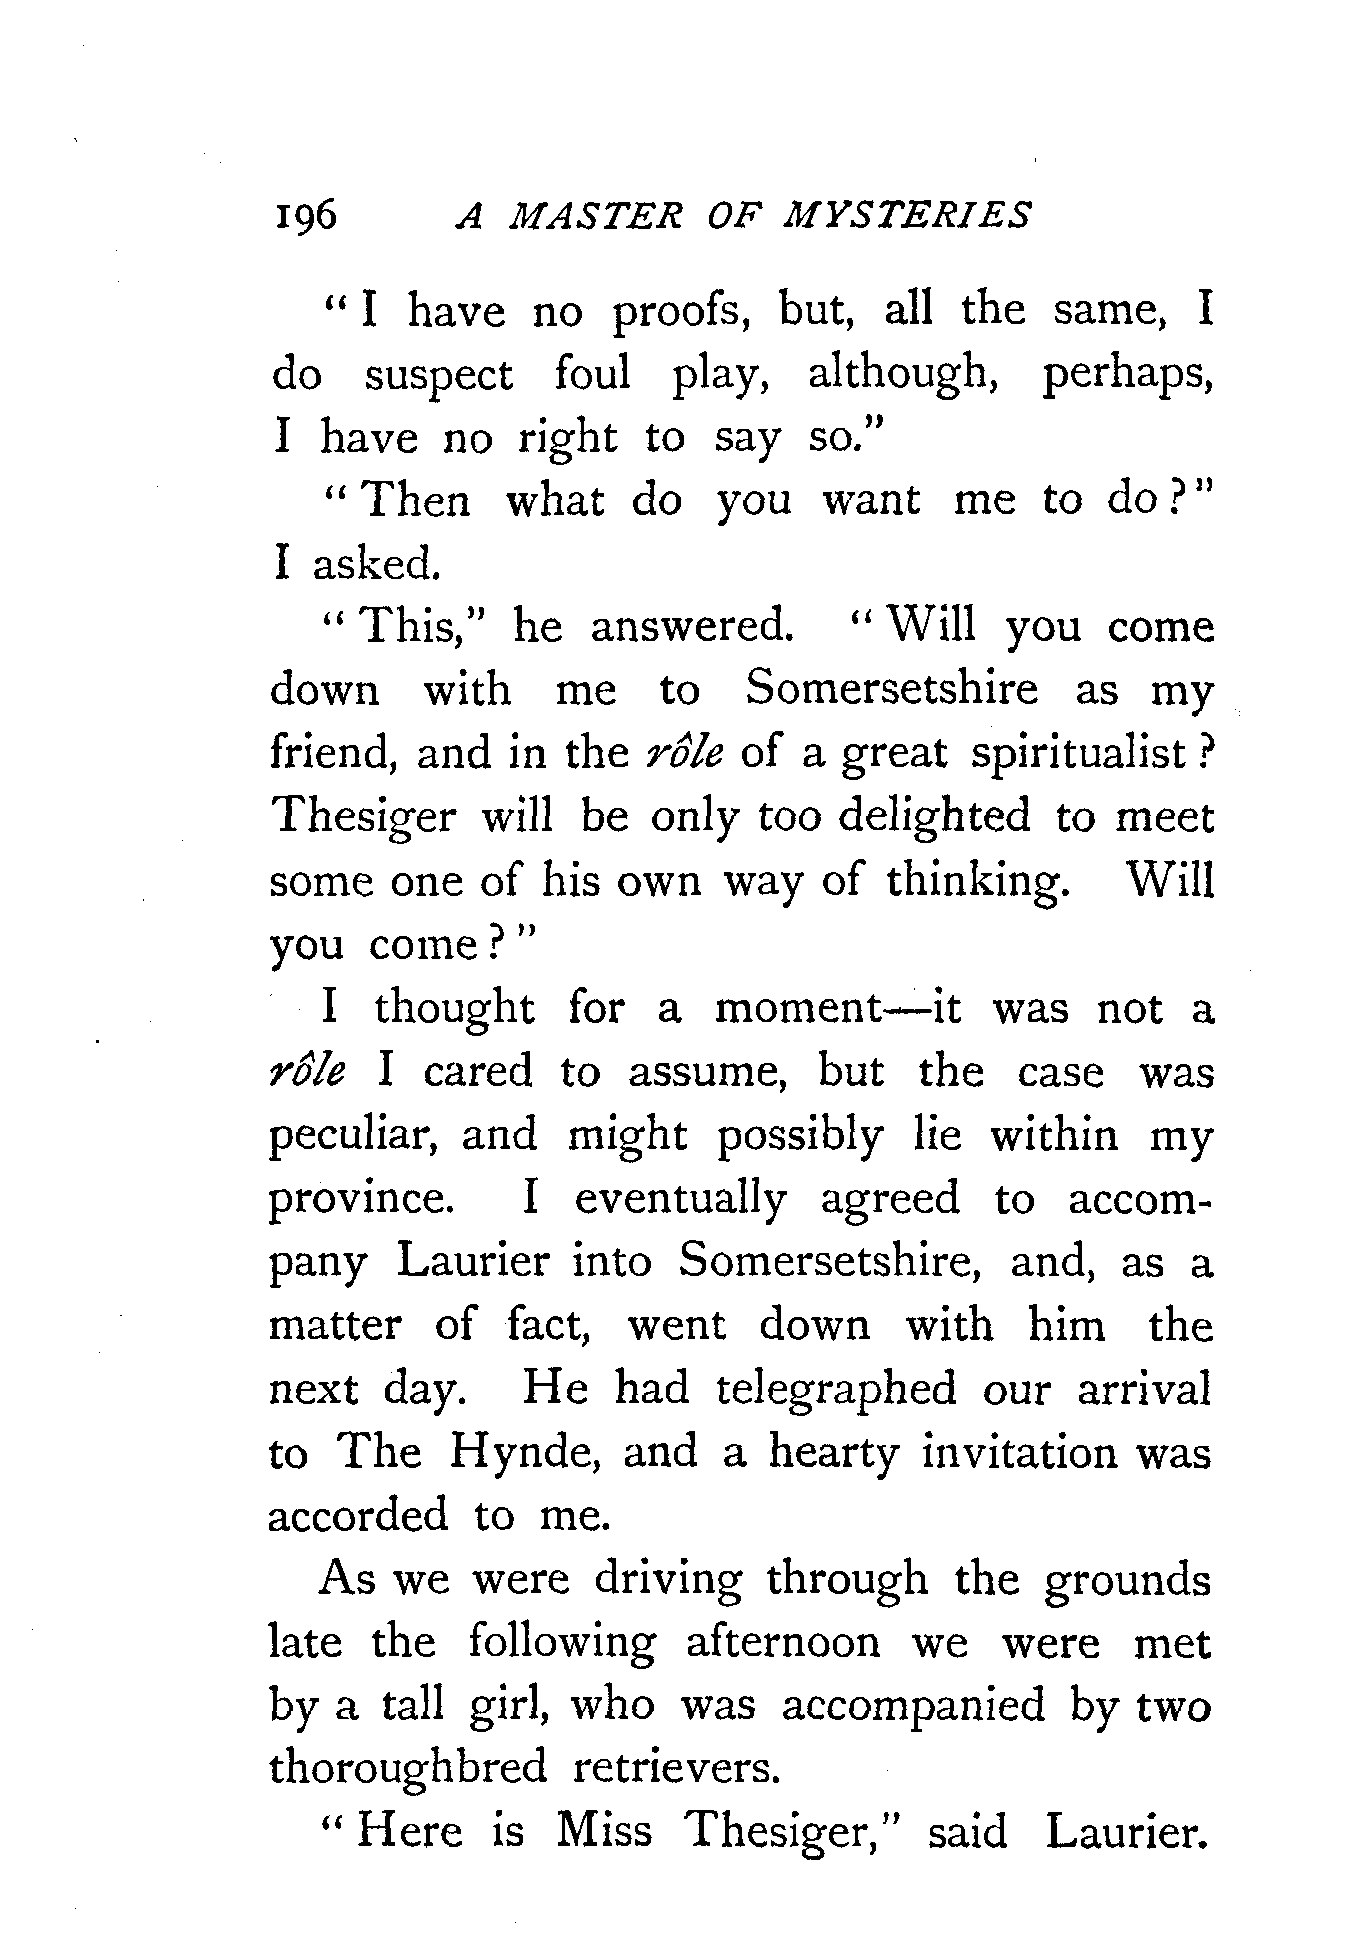 196 A MASTER OF MYSTERIES
“ I have no proofs, but, all the same, I
do suspect foul play, although, perhaps,
I have no right to say so.”
“ Then what do you want me to do ? ”
I asked.
“ This,” he answered. “ Will you come
down with me to Somersetshire as my
friend, and in the rôle of a great spiritualist ?
Thesiger will be only too delighted to meet
some one of his own way of thinking. Will
you come ? ”
I thought for a moment—it was not a
rôle I cared to assume, but the case was
peculiar, and might possibly lie within my
province. I eventually agreed to accom-
pany Laurier into Somersetshire, and, as a
matter of fact, went down with him the
next day. He had telegraphed our arrival
to The Hynde, and a hearty invitation was
accorded to me.
As we were driving through the grounds
late the following afternoon we were met
by a tall girl, who was accompanied by two
thoroughbred retrievers.
“ Here is Miss Thesiger,” said Laurier.